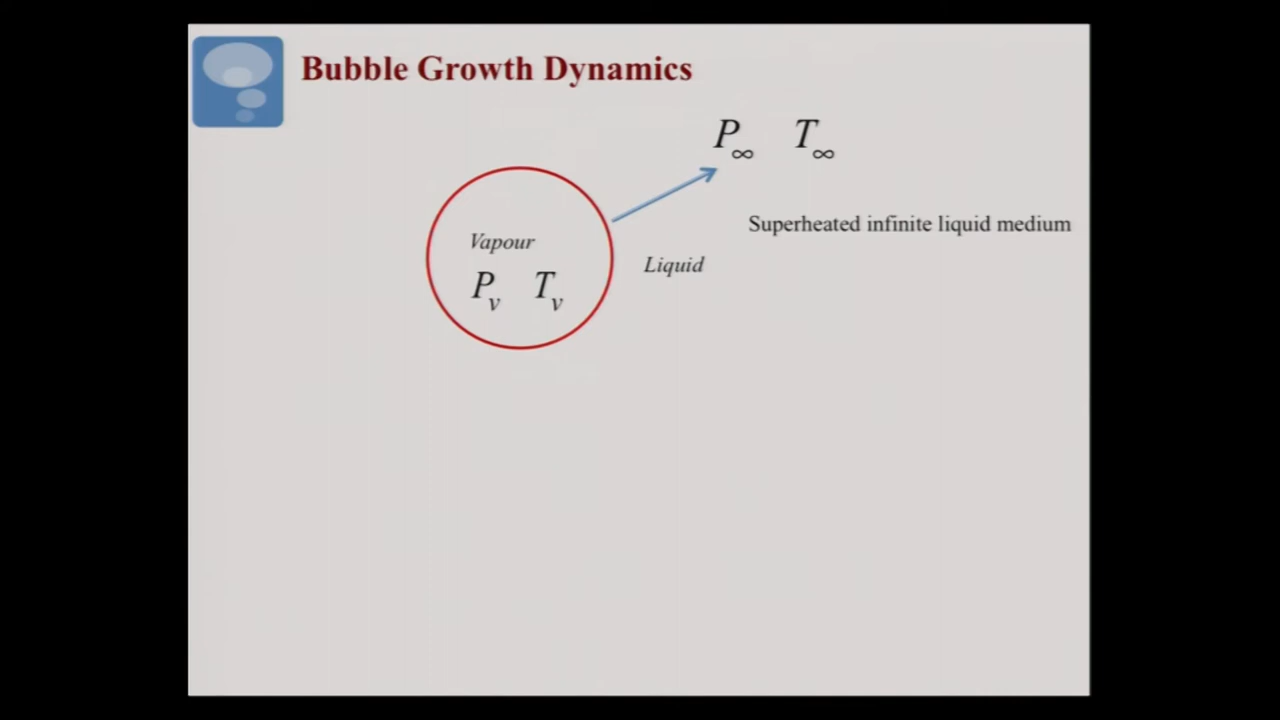 Bubble Growth Dynamics
P∞ T∞
Superheated infinite liquid medium
Vapour
Liquid
Pv Tv